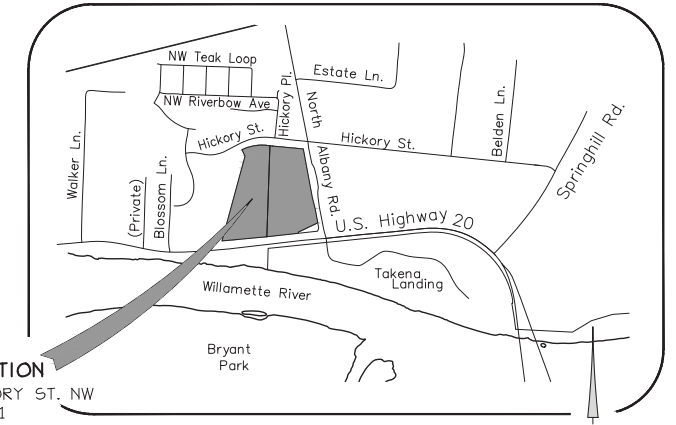 NW Teak Loop
Estate Ln.
NW Riverbow Ave
Hickory Pl.
North
Albany Rd.
Hickory St.
Hickory St.
Belden Ln.
Springhill Rd.
Walker Ln.
(Private)
Blossom Ln.
U.S. Highway 20
Takena
Landing
Willamette River
Bryant
Park
TION
ORY ST. NW
1